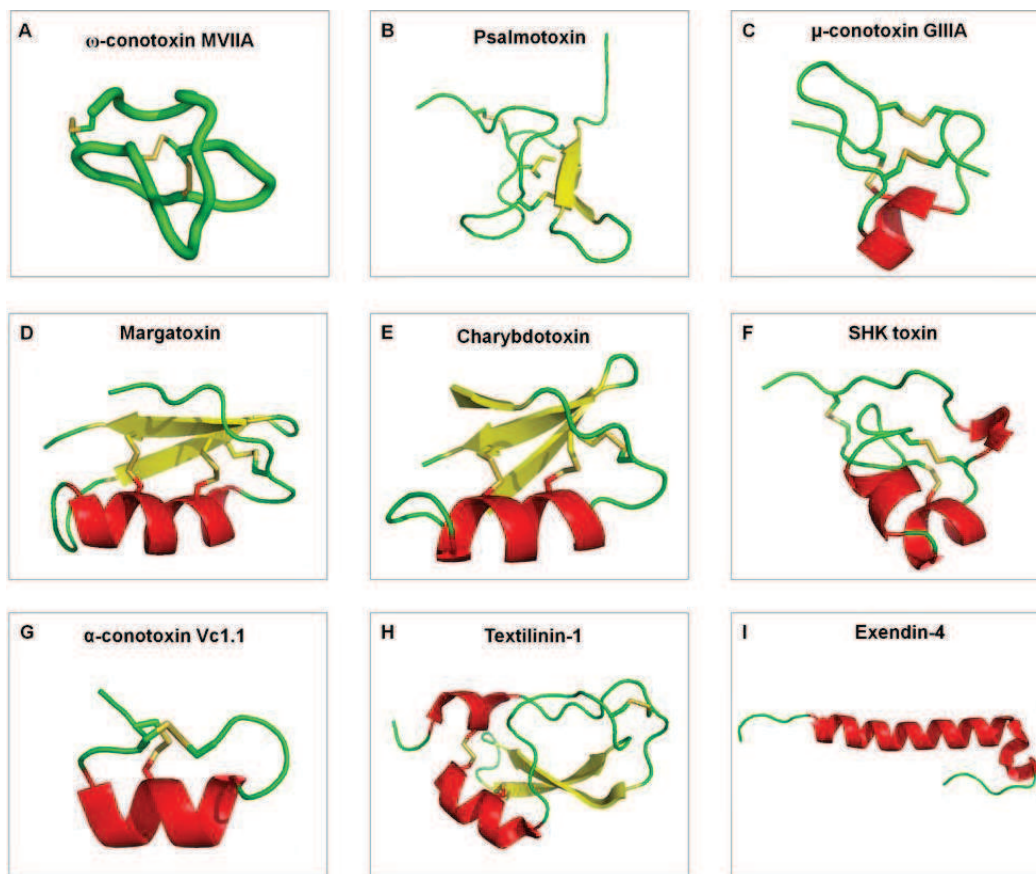 A
ω-conotoxin MVIIA
B
Psalmotoxin
C
μ-conotoxin GIIIA
D
Margatoxin
E
Charybdotoxin
F
SHK toxin
G
α-conotoxin Vc1.1
H
Textilinin-1
I
Exendin-4